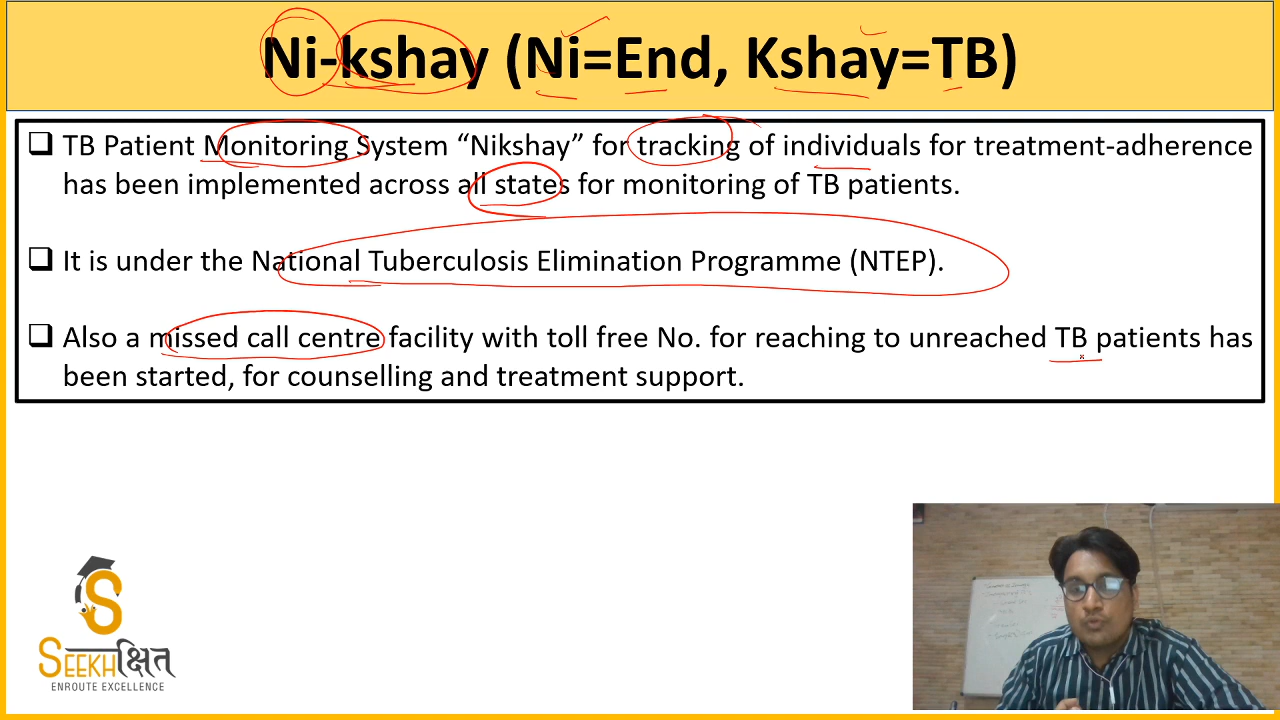 Ni-kshay (Ni=End, Kshay=TB)
❑ TB Patient Monitoring System “Nikshay” for tracking of individuals for treatment-adherence
has been implemented across all states for monitoring of TB patients.
❑ It is under the National Tuberculosis Elimination Programme (NTEP).
❑ Also a missed call centre facility with toll free No. for reaching to unreached TB patients has
been started, for counselling and treatment support.
S
SEEKHक्षित
ENROUTE EXCELLENCE